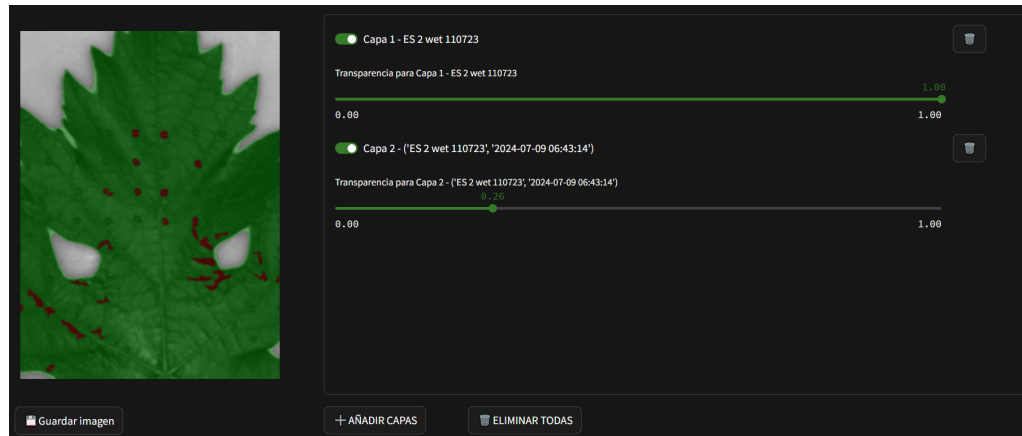 Capa 1 - ES 2 wet 110723
Transparencia para Capa 1 - ES 2 wet 110723
1.00
0.00 1.00
Capa 2 - ('ES 2 wet 110723', '2024-07-09 06:43:14')
Transparencia para Capa 2 - ('ES 2 wet 110723', '2024-07-09 06:43:14')
0.26
0.00 1.00
Guardar imagen
+ AÑADIR CAPAS
ELIMINAR TODAS